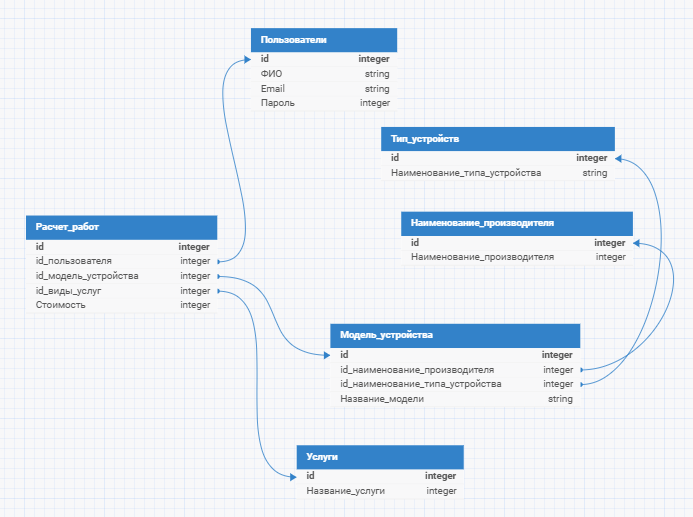 Пользователи
id integer
ФИО string
Email string
Пароль integer
Тип_устройств
id integer
Наименование_типа_устройства string
Наименование_производителя
id integer
Наименование_производителя integer
Расчет_работ
id integer
id_пользователя integer
id_модель_устройства integer
id_виды_услуг integer
Стоимость integer
Модель_устройства
id integer
id_наименование_производителя integer
id_наименование_типа_устройства integer
Название_модели string
Услуги
id integer
Название_услуги integer